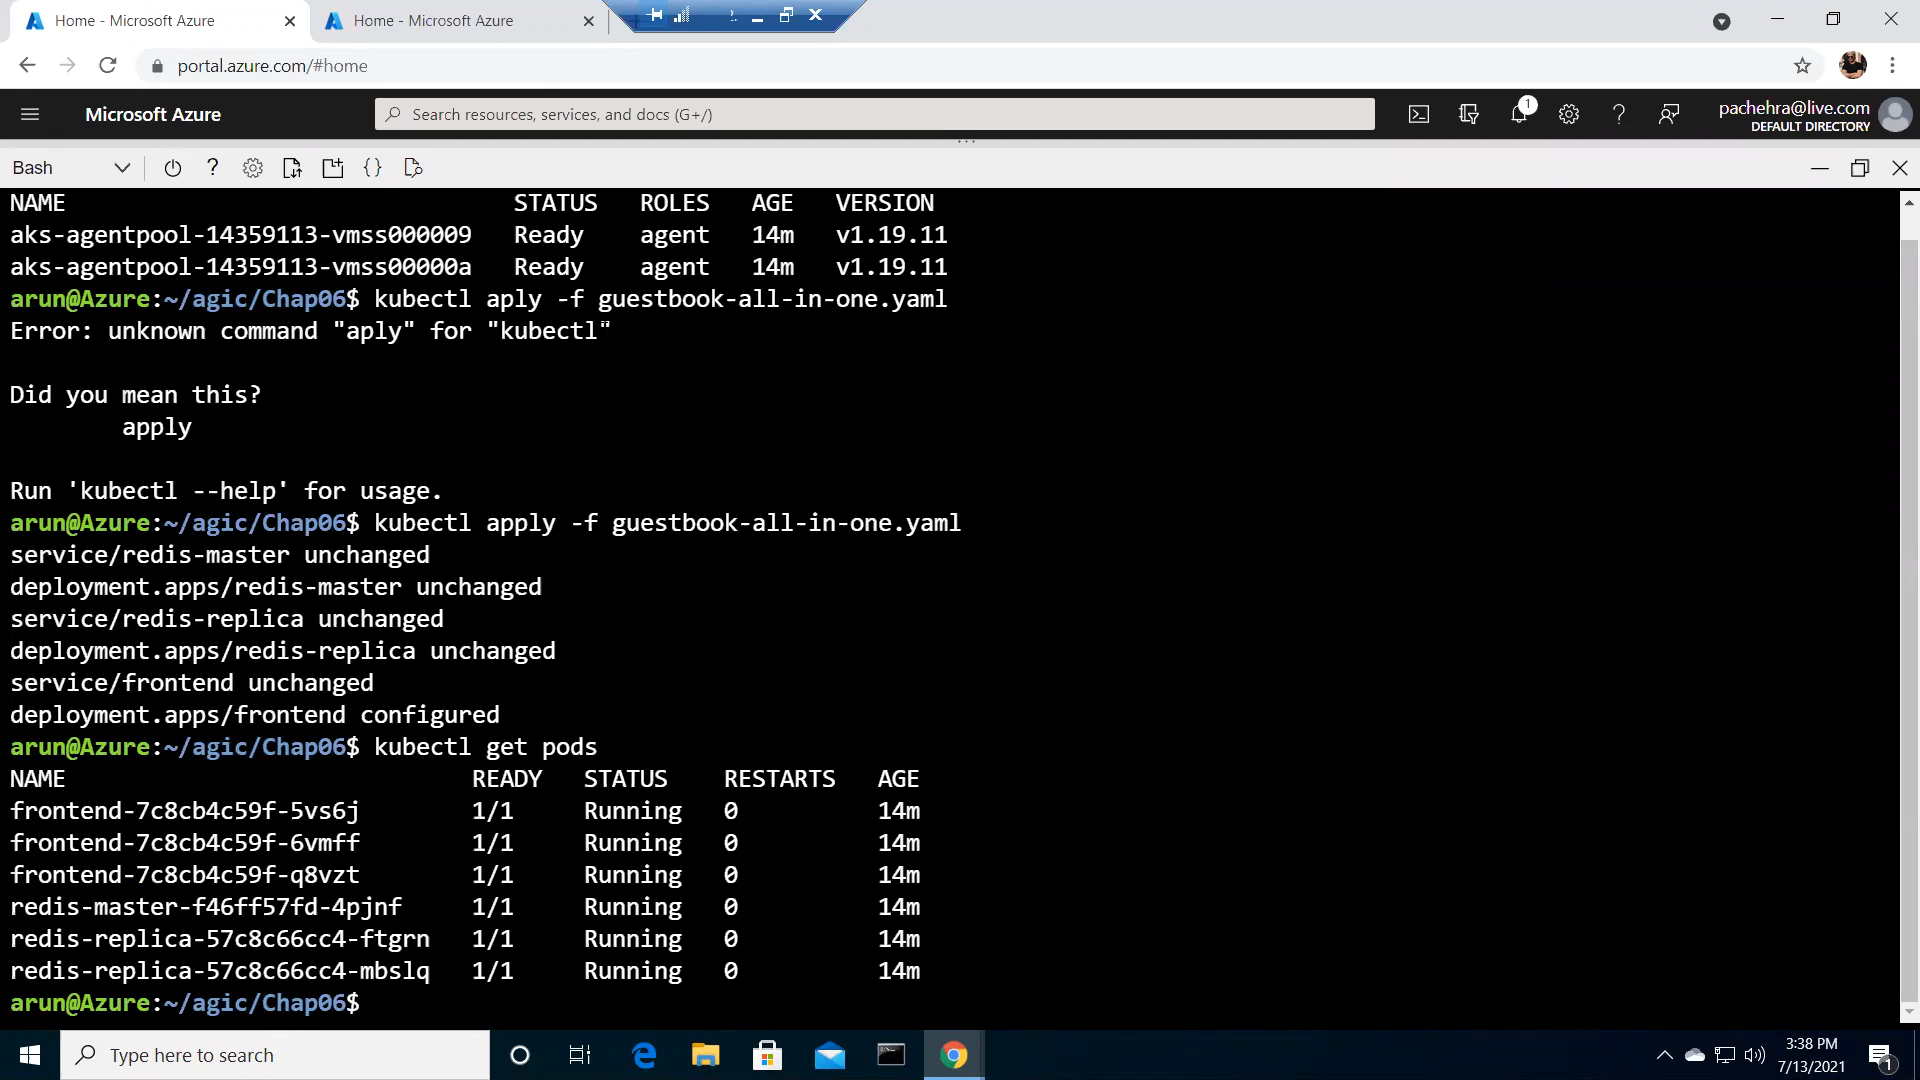 Home - Microsoft Azure
Home - Microsoft Azure
portal.azure.com/#home
Microsoft Azure
Search resources, services, and docs (G+/)
1
pachehra@live.com
DEFAULT DIRECTORY
Bash
NAME STATUS ROLES AGE VERSION
aks-agentpool-14359113-vmss000009 Ready agent 14m v1.19.11
aks-agentpool-14359113-vmss00000a Ready agent 14m v1.19.11
arun@Azure:~/agic/Chap06$ kubectl aply -f guestbook-all-in-one.yaml
Error: unknown command "aply" for "kubectl"
Did you mean this?
apply
Run 'kubectl --help' for usage.
arun@Azure:~/agic/Chap06$ kubectl apply -f guestbook-all-in-one.yaml
service/redis-master unchanged
deployment.apps/redis-master unchanged
service/redis-replica unchanged
deployment.apps/redis-replica unchanged
service/frontend unchanged
deployment.apps/frontend configured
arun@Azure:~/agic/Chap06$ kubectl get pods
NAME READY STATUS RESTARTS AGE
frontend-7c8cb4c59f-5vs6j 1/1 Running 0 14m
frontend-7c8cb4c59f-6vmff 1/1 Running 0 14m
frontend-7c8cb4c59f-q8vzt 1/1 Running 0 14m
redis-master-f46ff57fd-4pjnf 1/1 Running 0 14m
redis-replica-57c8c66cc4-ftgrn 1/1 Running 0 14m
redis-replica-57c8c66cc4-mbslq 1/1 Running 0 14m
arun@Azure:~/agic/Chap06$
Type here to search
3:38 PM
7/13/2021
1